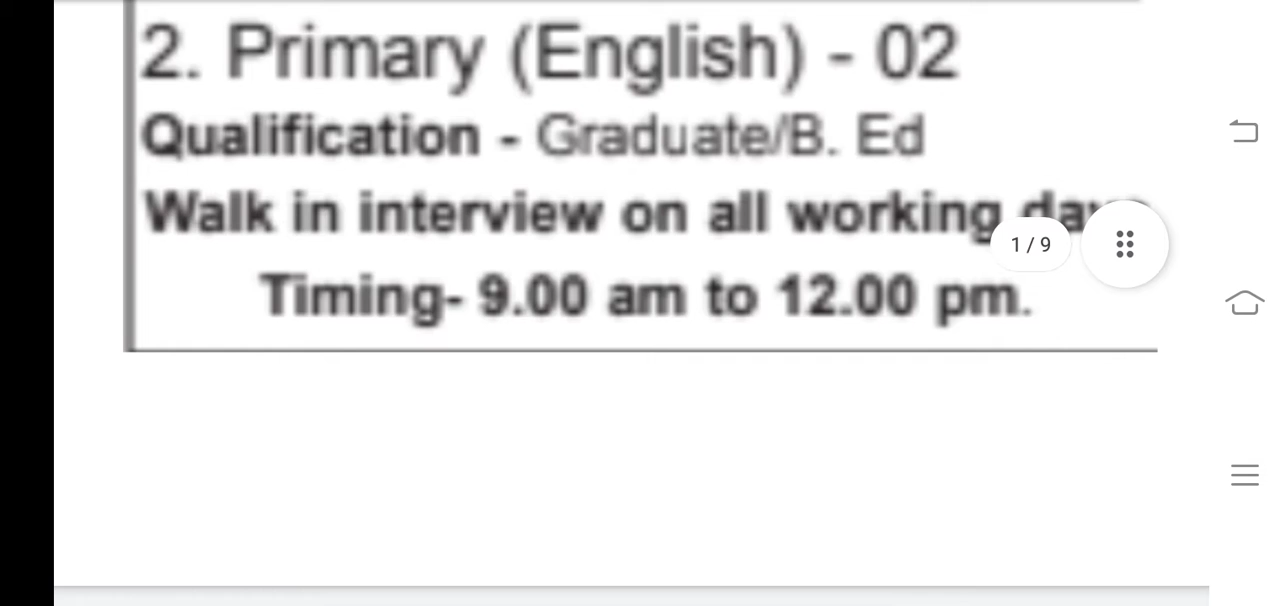 2. Primary (English) - 02
Qualification - Graduate/B. Ed
Walk in interview on all working
1 / 9
Timing- 9.00 am to 12.00 pm.